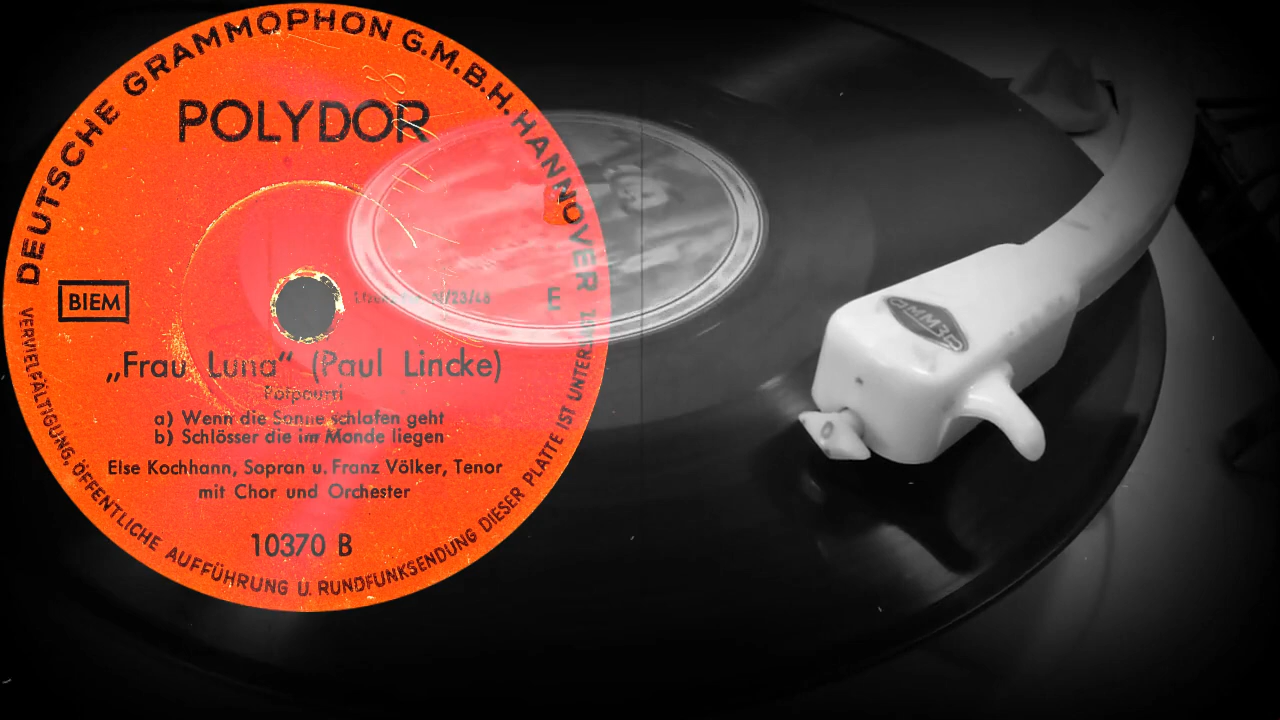 DEUTSCHE GRAMMOPHON G.M.B.H. HANNOVER
POLYDOR
BIEM
E
„Frau Luna“ (Paul Lincke)
Potpourri
a) Wenn die Sonne schlafen geht
b) Schlösser die im Monde liegen
Else Kochhann, Sopran u. Franz Völker, Tenor
mit Chor und Orchester
10370 B
VERVIELFÄLTIGUNG, ÖFFENTLICHE AUFFÜHRUNG U. RUNDFUNKSENDUNG DIESER PLATTE IST UNTERSAGT